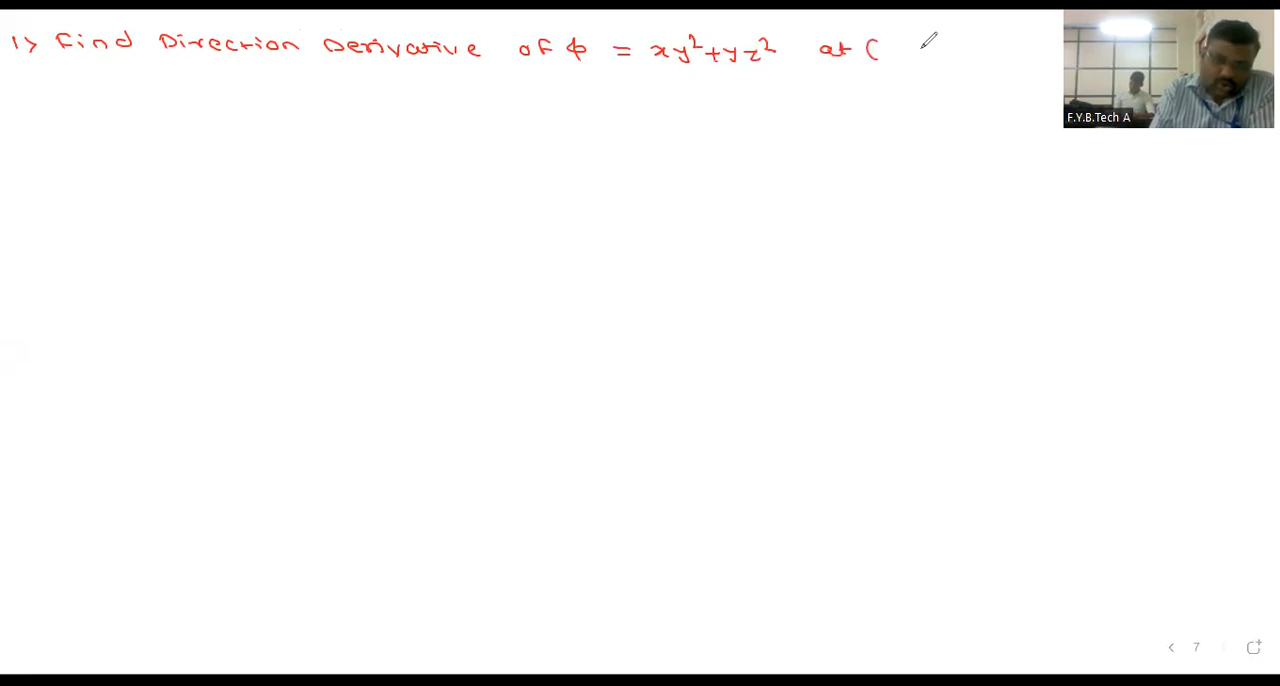 1) Find Direction Derivative of ϕ = xy²+yz² at (
F.Y.B.Tech A
7